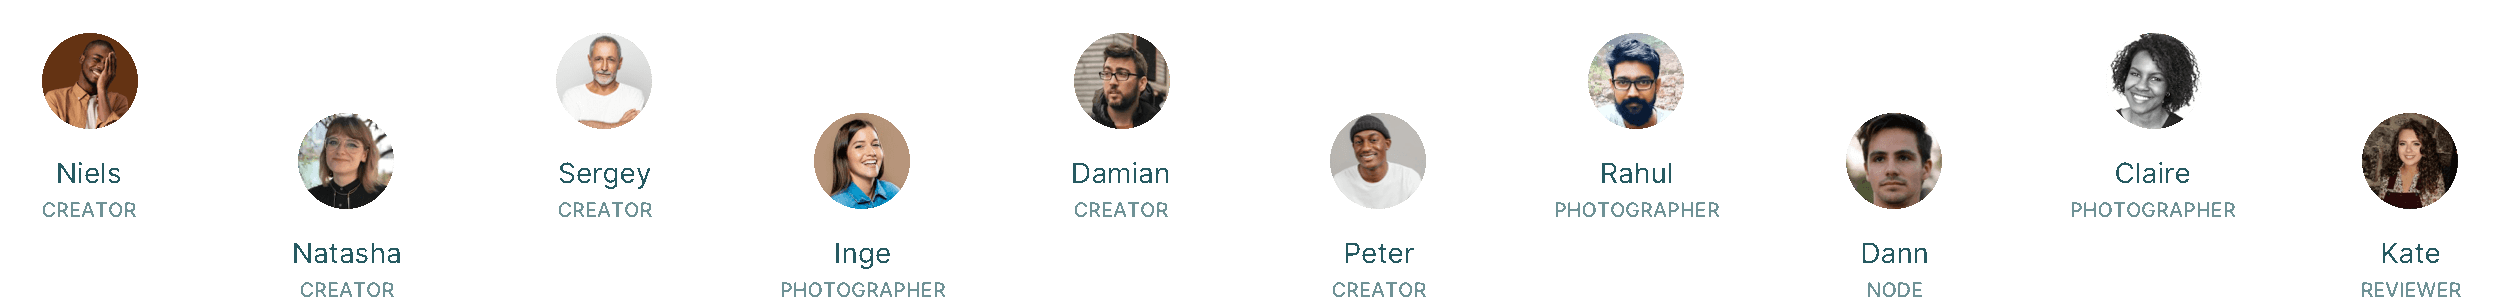 Niels
CREATOR
Natasha
CREATOR
Sergey
CREATOR
Inge
PHOTOGRAPHER
Damian
CREATOR
Peter
CREATOR
Rahul
PHOTOGRAPHER
Dann
NODE
Claire
PHOTOGRAPHER
Kate
REVIEWER